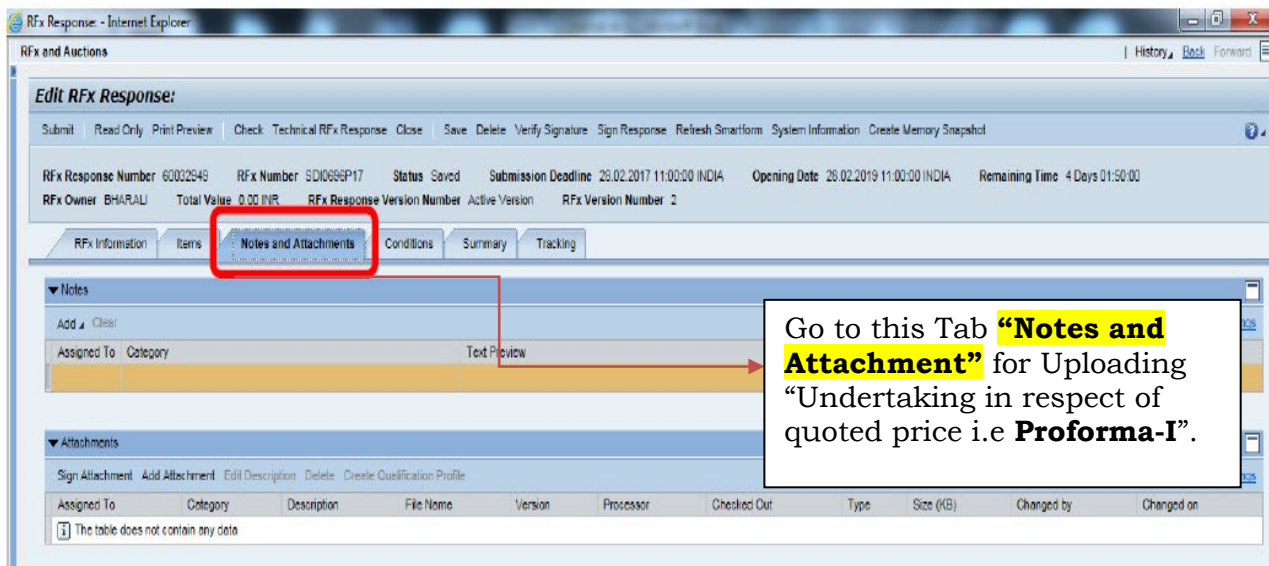 RFx Response: - Internet Explorer
RFx and Auctions
History Back Forward
Edit RFx Response:
Submit Read Only Print Preview Check Technical RFx Response Close Save Delete Verify Signature Sign Response Refresh Smartform System Information Create Memory Snapshot
RFx Response Number 60032949 RFx Number SDI0696P17 Status Saved Submission Deadline 28.02.2017 11:00:00 INDIA Opening Date 28.02.2019 11:00:00 INDIA Remaining Time 4 Days 01:50:00
RFx Owner BHARALI Total Value 0.00 INR RFx Response Version Number Active Version RFx Version Number 2
RFx Information Items Notes and Attachments Conditions Summary Tracking
Notes
Add Clear
Assigned To Category Text Preview
Go to this Tab “Notes and
Attachment” for Uploading
“Undertaking in respect of
quoted price i.e Proforma-I”.
Attachments
Sign Attachment Add Attachment Edit Description Delete Create Qualification Profile
Assigned To Category Description File Name Version Processor Checked Out Type Size (KB) Changed by Changed on
The table does not contain any data